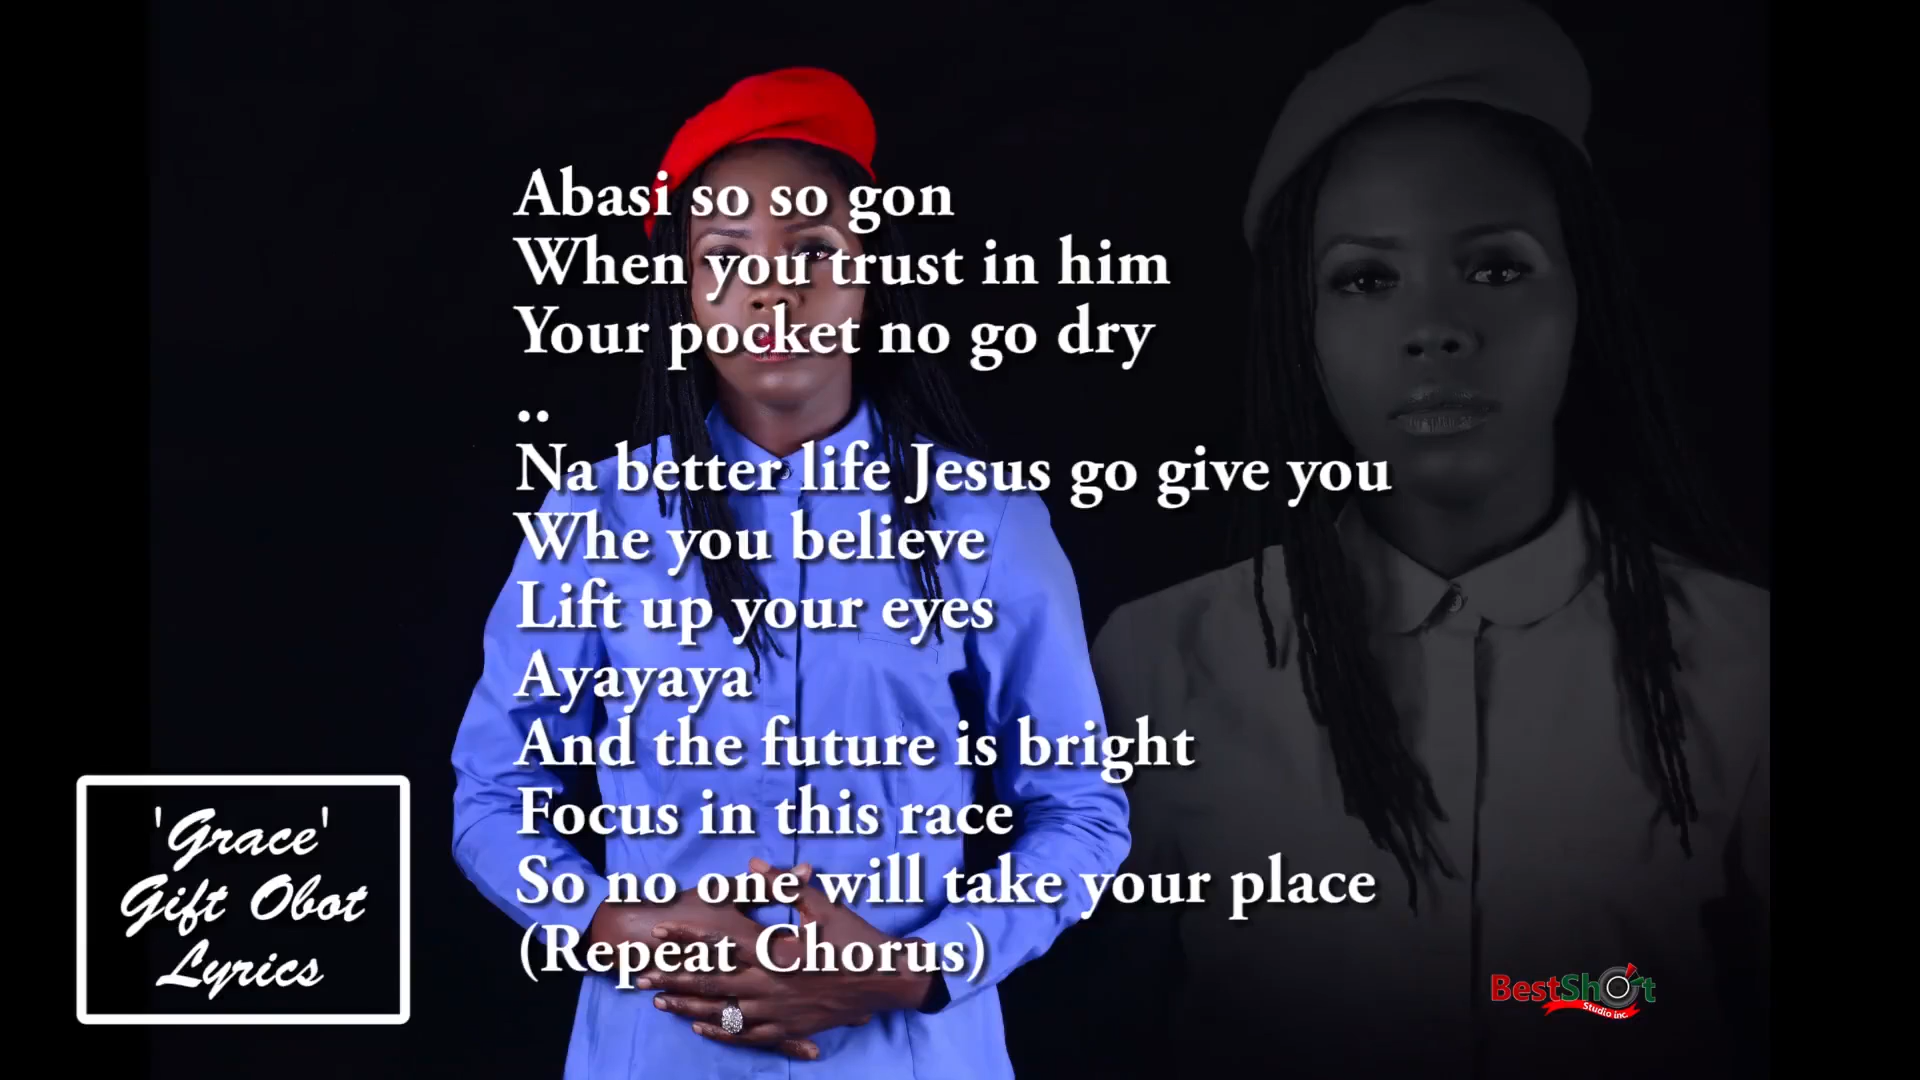 Abasi so so gon
When you trust in him
Your pocket no go dry
..
Na better life Jesus go give you
Whe you believe
Lift up your eyes
Ayayaya
And the future is bright
Focus in this race
So no one will take your place
(Repeat Chorus)
'Grace'
Gift Obot
Lyrics
BestShot
Studio inc.